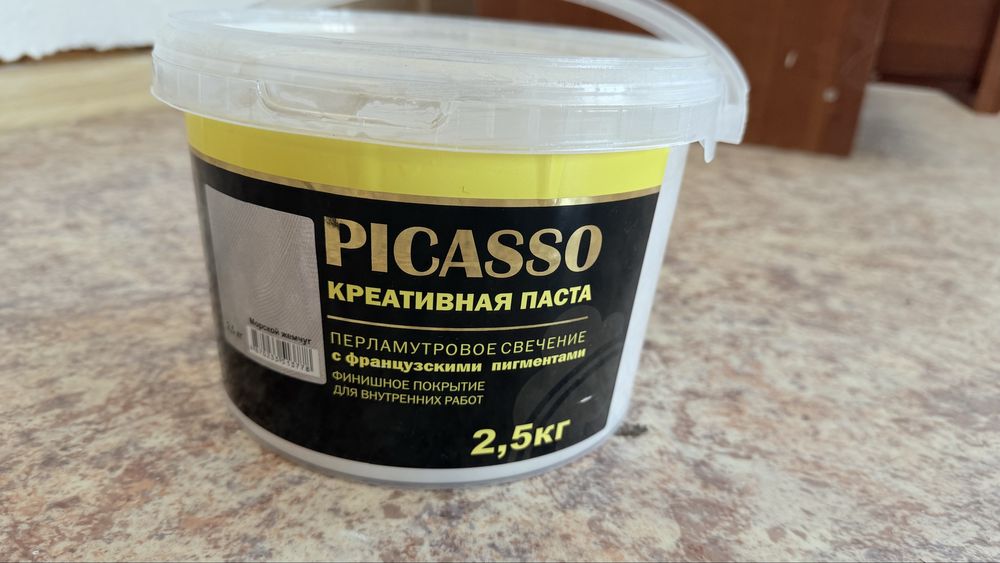 PICASSO
КРЕАТИВНАЯ ПАСТА
ПЕРЛАМУТРОВОЕ СВЕЧЕНИЕ
с французскими пигментами
ФИНИШНОЕ ПОКРЫТИЕ
ДЛЯ ВНУТРЕННИХ РАБОТ
2,5кг
Морской жемчуг